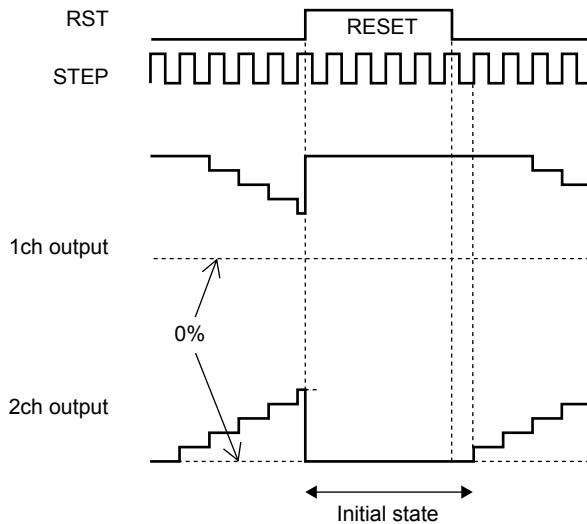 RST
RESET
STEP
1ch output
0%
2ch output
Initial state